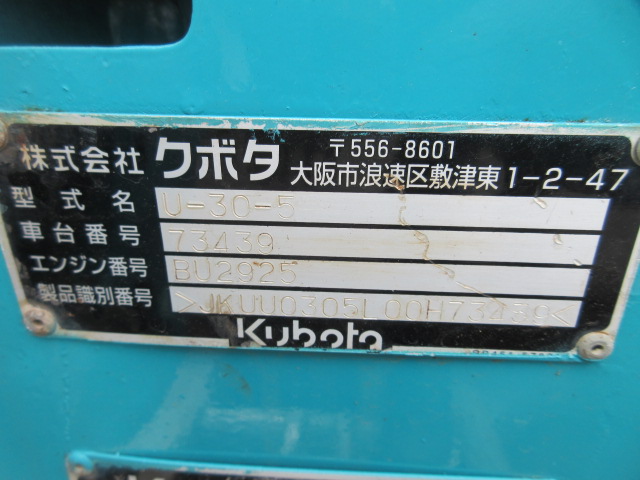 株式会社 クボタ 〒556-8601
大阪市浪速区敷津東1-2-47
型式名 U-30-5
車台番号 73439
エンジン番号 BU2925
製品識別番号 >JKUU0305L00H73439<
Kubota